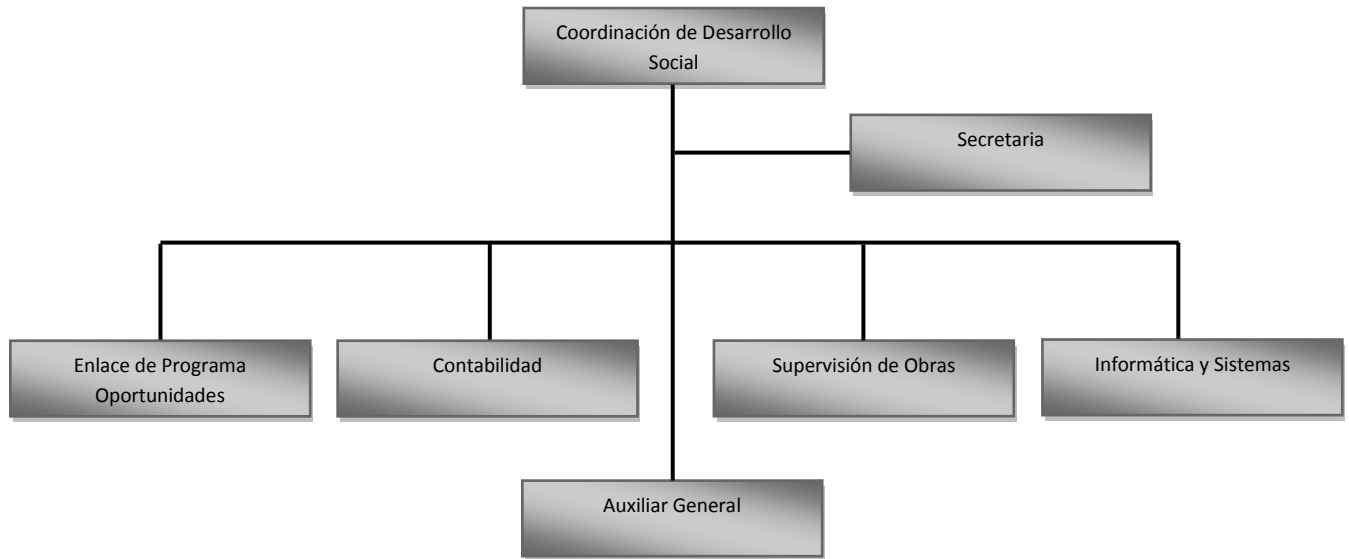 Coordinación de Desarrollo
Social
Secretaria
Enlace de Programa
Oportunidades
Contabilidad
Supervisión de Obras
Informática y Sistemas
Auxiliar General